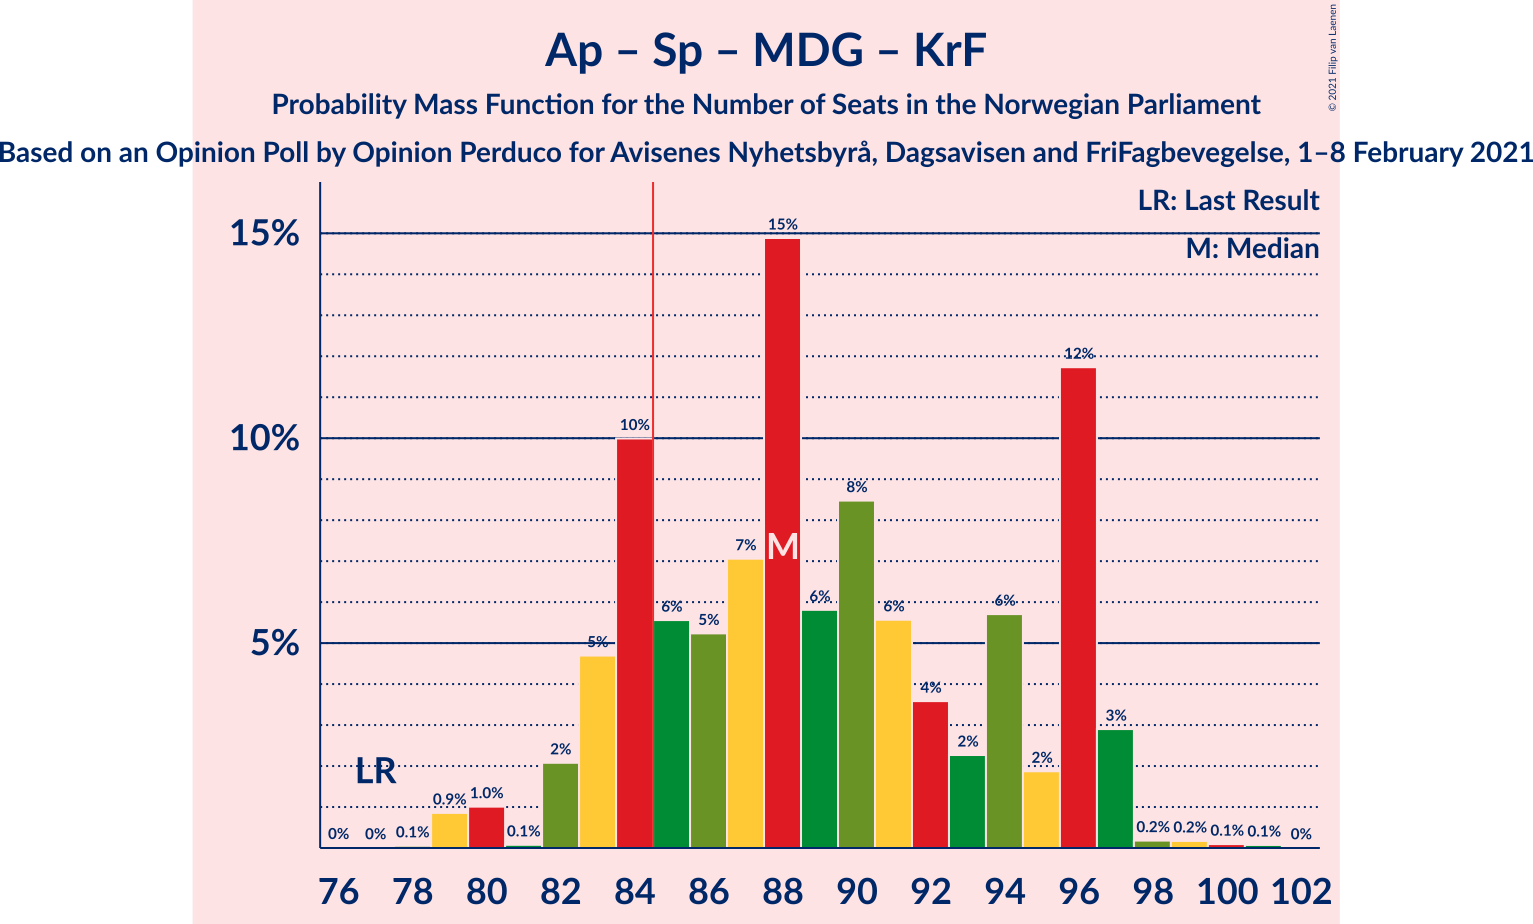 Ap – Sp – MDG – KrF
© 2021 Filip van Laenen
Probability Mass Function for the Number of Seats in the Norwegian Parliament
Based on an Opinion Poll by Opinion Perduco for Avisenes Nyhetsbyrå, Dagsavisen and FriFagbevegelse, 1–8 February 2021
LR: Last Result
M: Median
15%
10%
5%
0% 0% 0.1% 0.9% 1.0% 0.1% 2% 5% 10% 6% 5% 7% 15% 6% 8% 6% 4% 2% 6% 2% 12% 3% 0.2% 0.2% 0.1% 0.1% 0%
LR
M
76 78 80 82 84 86 88 90 92 94 96 98 100 102